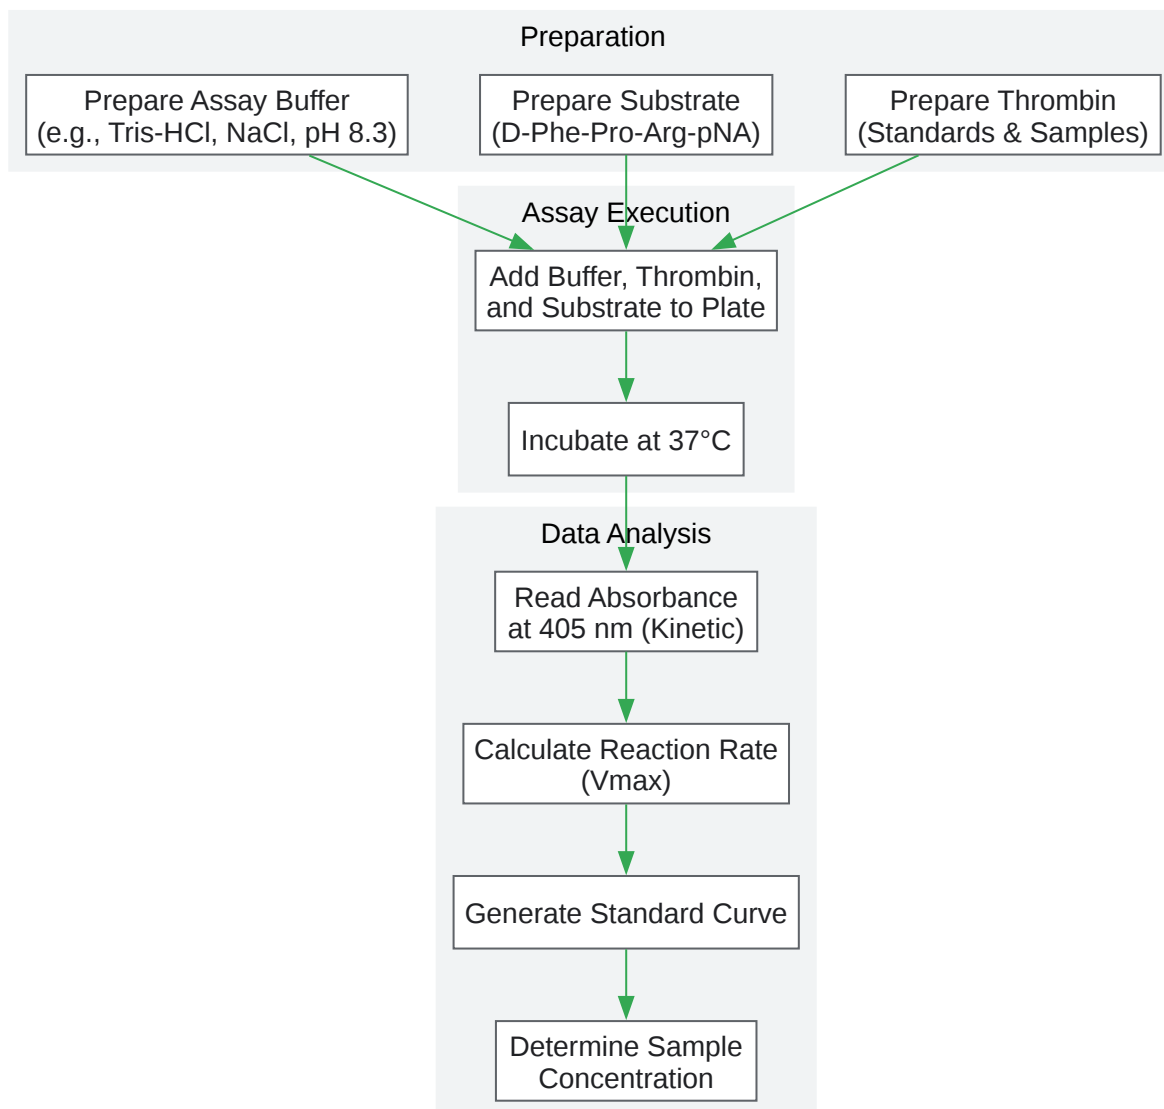 Preparation
Prepare Assay Buffer
(e.g., Tris-HCl, NaCl, pH 8.3)
Prepare Substrate
(D-Phe-Pro-Arg-pNA)
Prepare Thrombin
(Standards & Samples)
Assay Execution
Add Buffer, Thrombin,
and Substrate to Plate
Incubate at 37°C
Data Analysis
Read Absorbance
at 405 nm (Kinetic)
Calculate Reaction Rate
(Vmax)
Generate Standard Curve
Determine Sample
Concentration